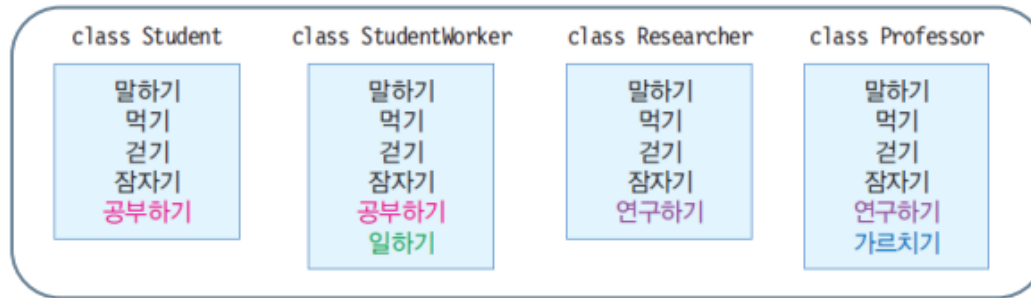 class Student
class StudentWorker
class Researcher
class Professor
말하기
먹기
걷기
잠자기
공부하기
말하기
먹기
걷기
잠자기
공부하기
일하기
말하기
먹기
걷기
잠자기
연구하기
말하기
먹기
걷기
잠자기
연구하기
가르치기